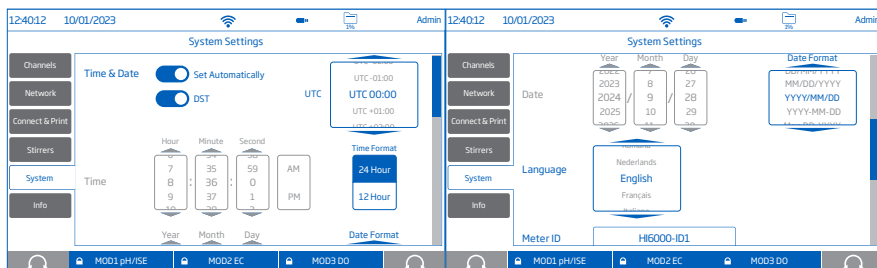 12:40:12 10/01/2023 1% Admin
System Settings
Channels
Network
Connect & Print
Stirrers
System
Info
Time & Date
Set Automatically
DST
UTC
UTC -01:00
UTC 00:00
UTC +01:00
Hour Minute Second
7 35 59 AM
8 : 36 : 0
9 37 1 PM
Time
Time Format
24 Hour
12 Hour
Year Month Day
Date Format
MOD1 pH/ISE MOD2 EC MOD3 DO
12:40:12 10/01/2023 1% Admin
System Settings
Channels
Network
Connect & Print
Stirrers
System
Info
Year Month Day
Date Format
2023 8 27
Date
2024 / 9 / 28
2025 10 29
MM/DD/YYYY
YYYY/MM/DD
YYYY-MM-DD
Language
Nederlands
English
Français
Meter ID
HI6000-ID1
MOD1 pH/ISE MOD2 EC MOD3 DO